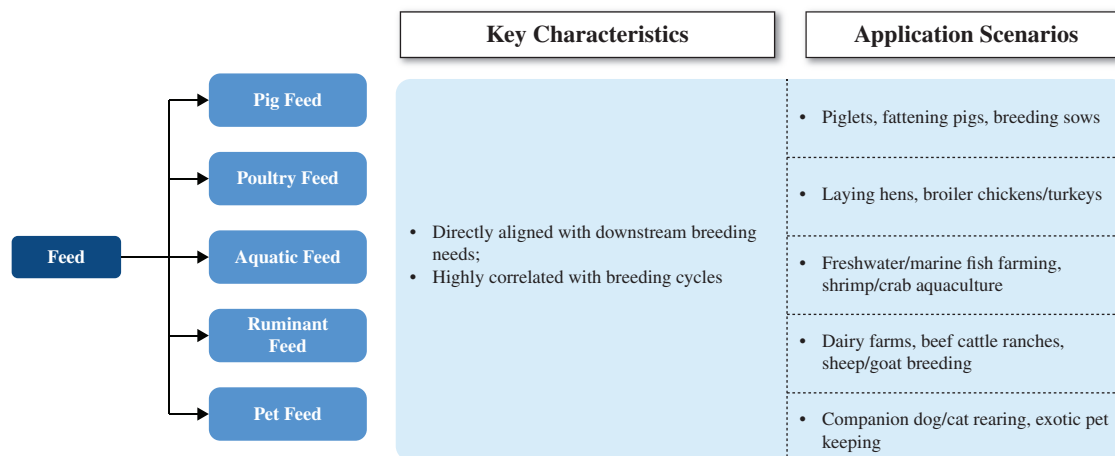 Key Characteristics
Application Scenarios
Feed
Pig Feed
Poultry Feed
Aquatic Feed
Ruminant
Feed
Pet Feed
• Directly aligned with downstream breeding
needs;
• Highly correlated with breeding cycles
• Piglets, fattening pigs, breeding sows
• Laying hens, broiler chickens/turkeys
• Freshwater/marine fish farming,
shrimp/crab aquaculture
• Dairy farms, beef cattle ranches,
sheep/goat breeding
• Companion dog/cat rearing, exotic pet
keeping